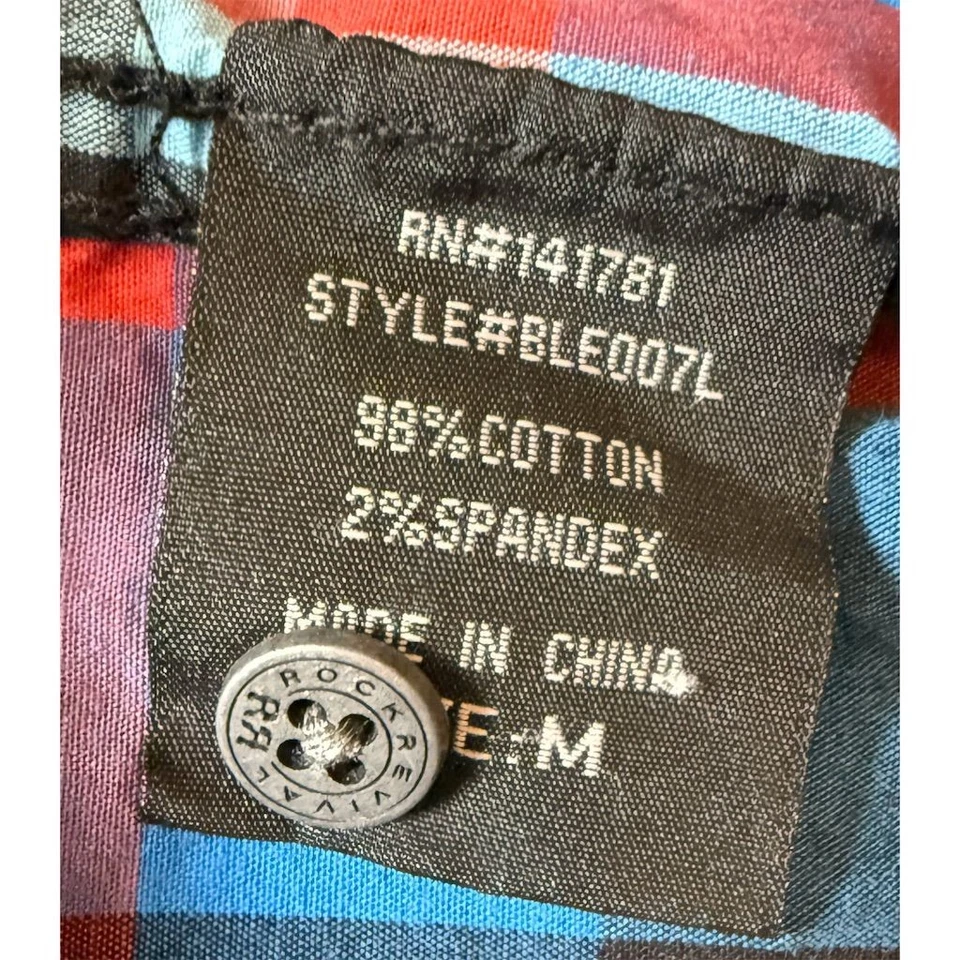 RN#141781
STYLE#BLE007L
98%COTTON
2%SPANDEX
MADE IN CHINA
M
ROCK REVIVAL
RR